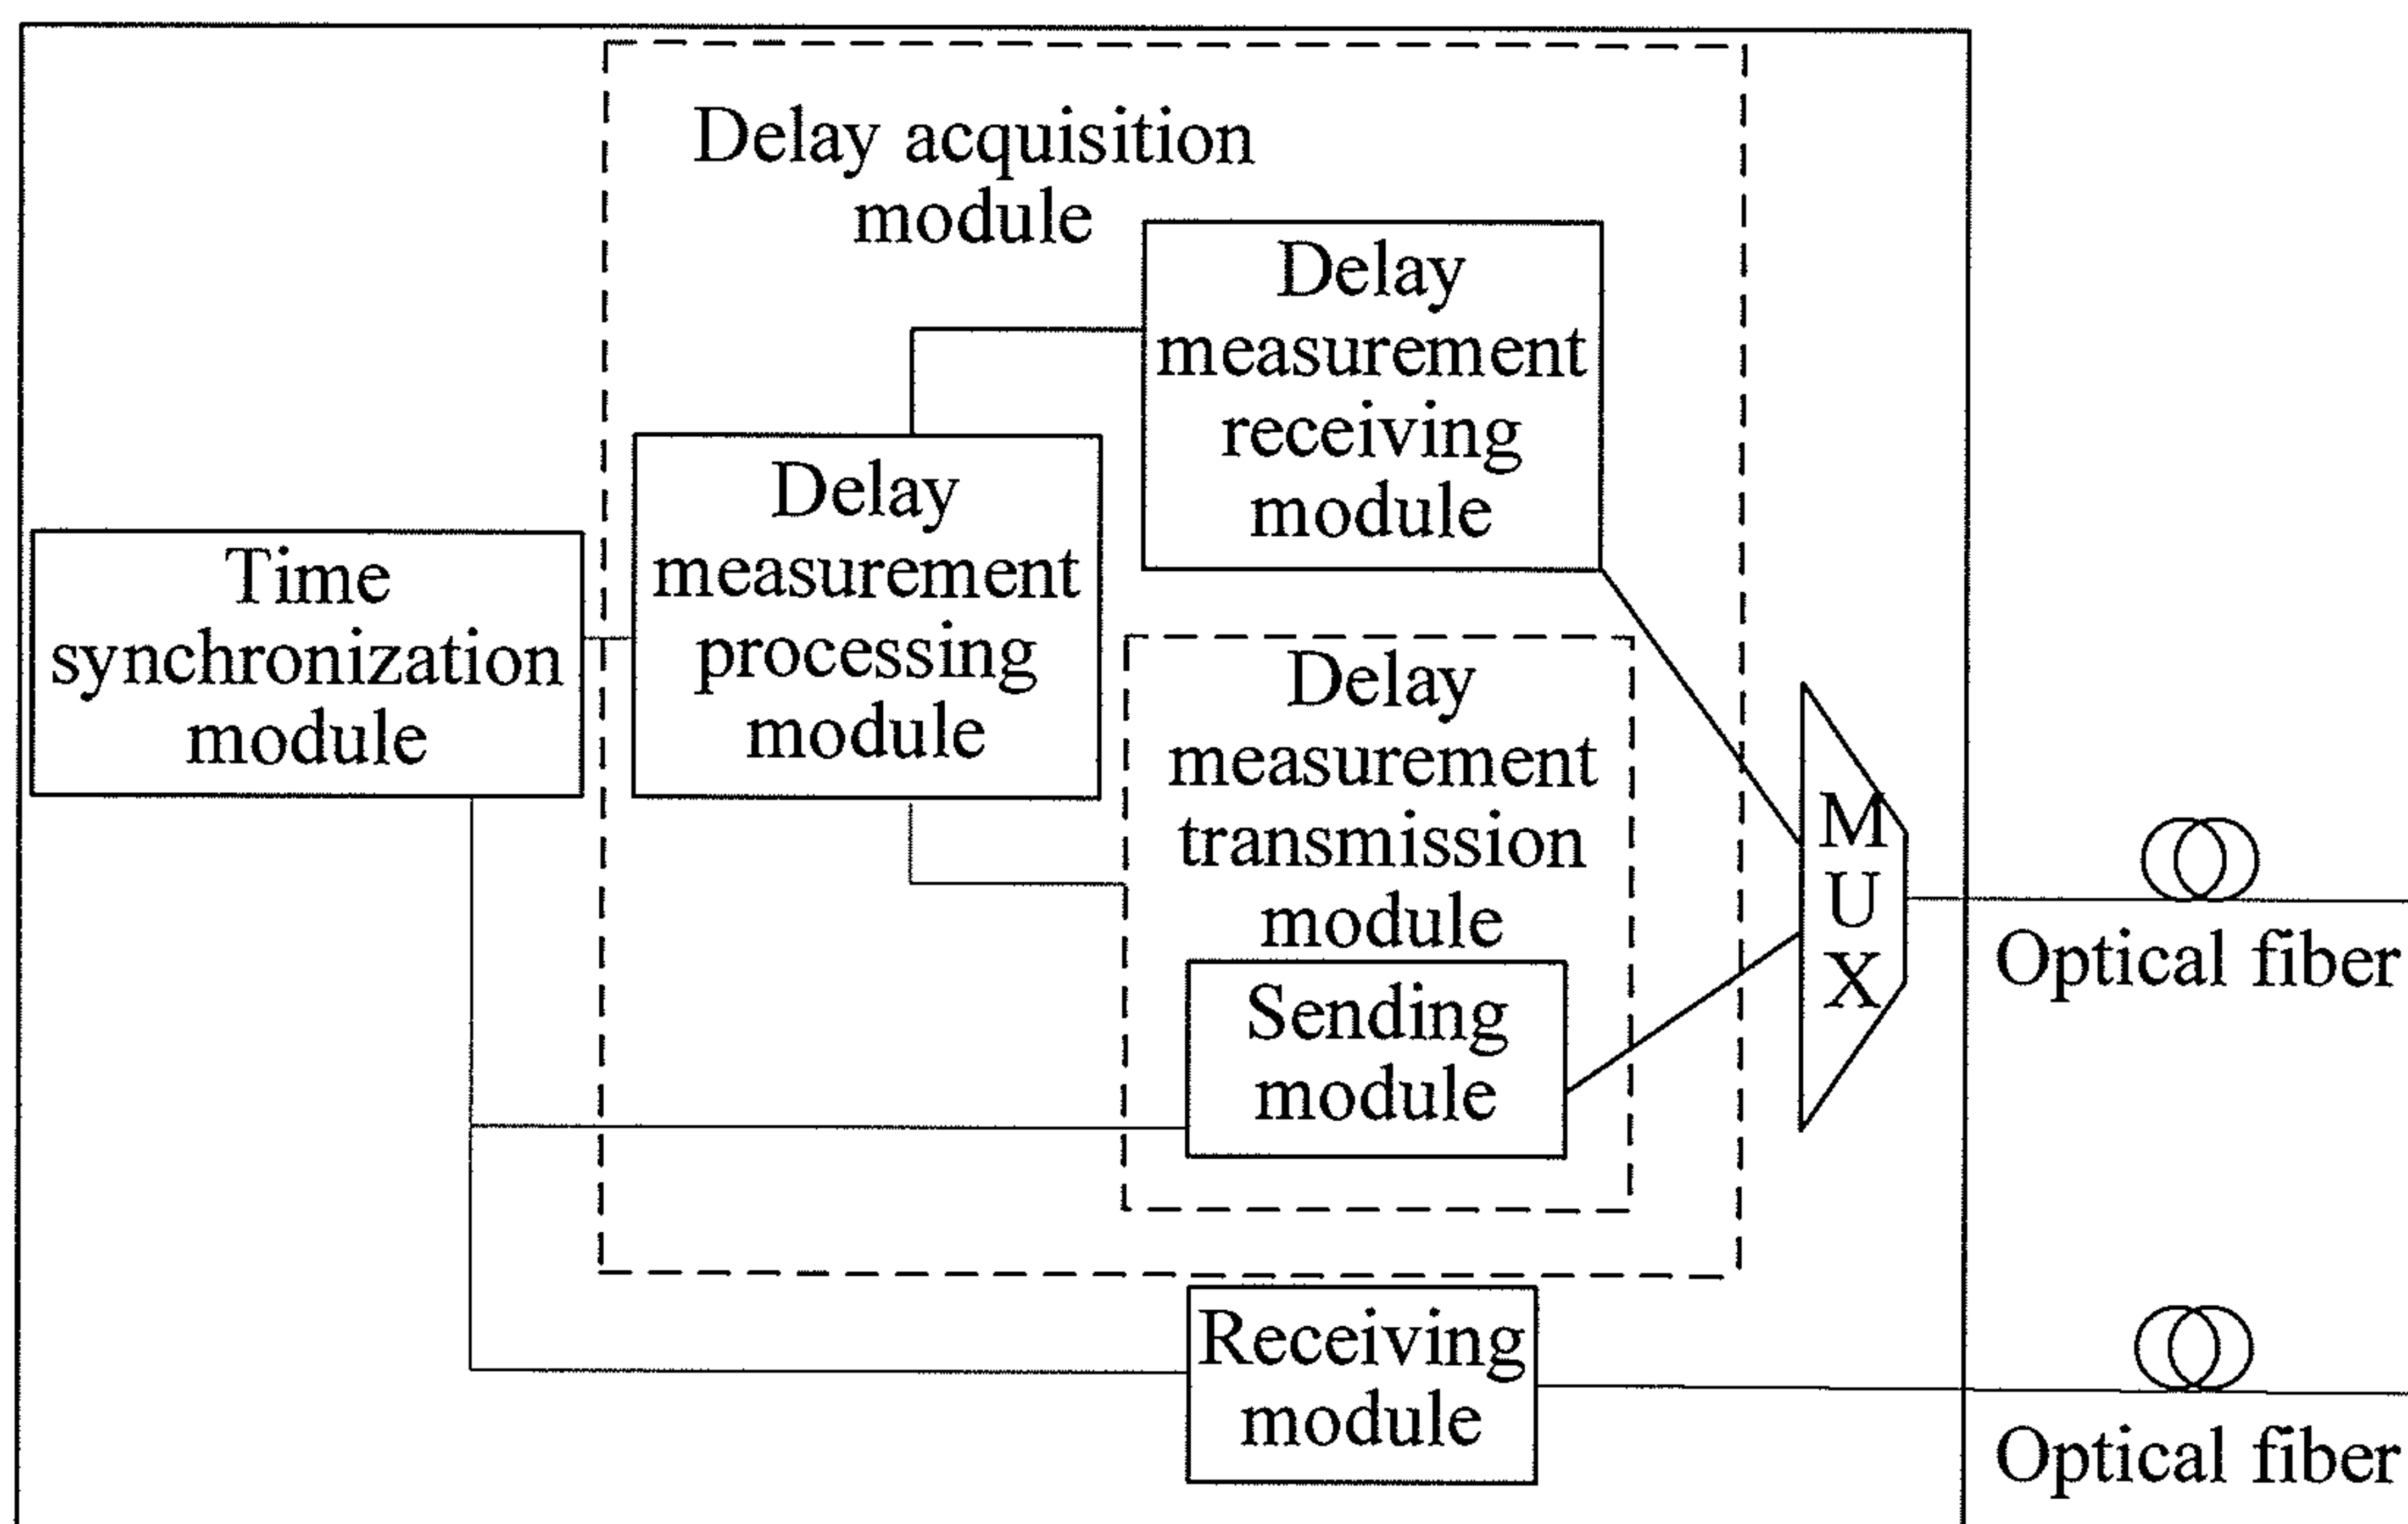 Delay acquisition
module
Delay
measurement
receiving
module
Delay
measurement
processing
module
Time
synchronization
module
Delay
measurement
transmission
module
Sending
module
M
U
X
Optical fiber
Receiving
module
Optical fiber